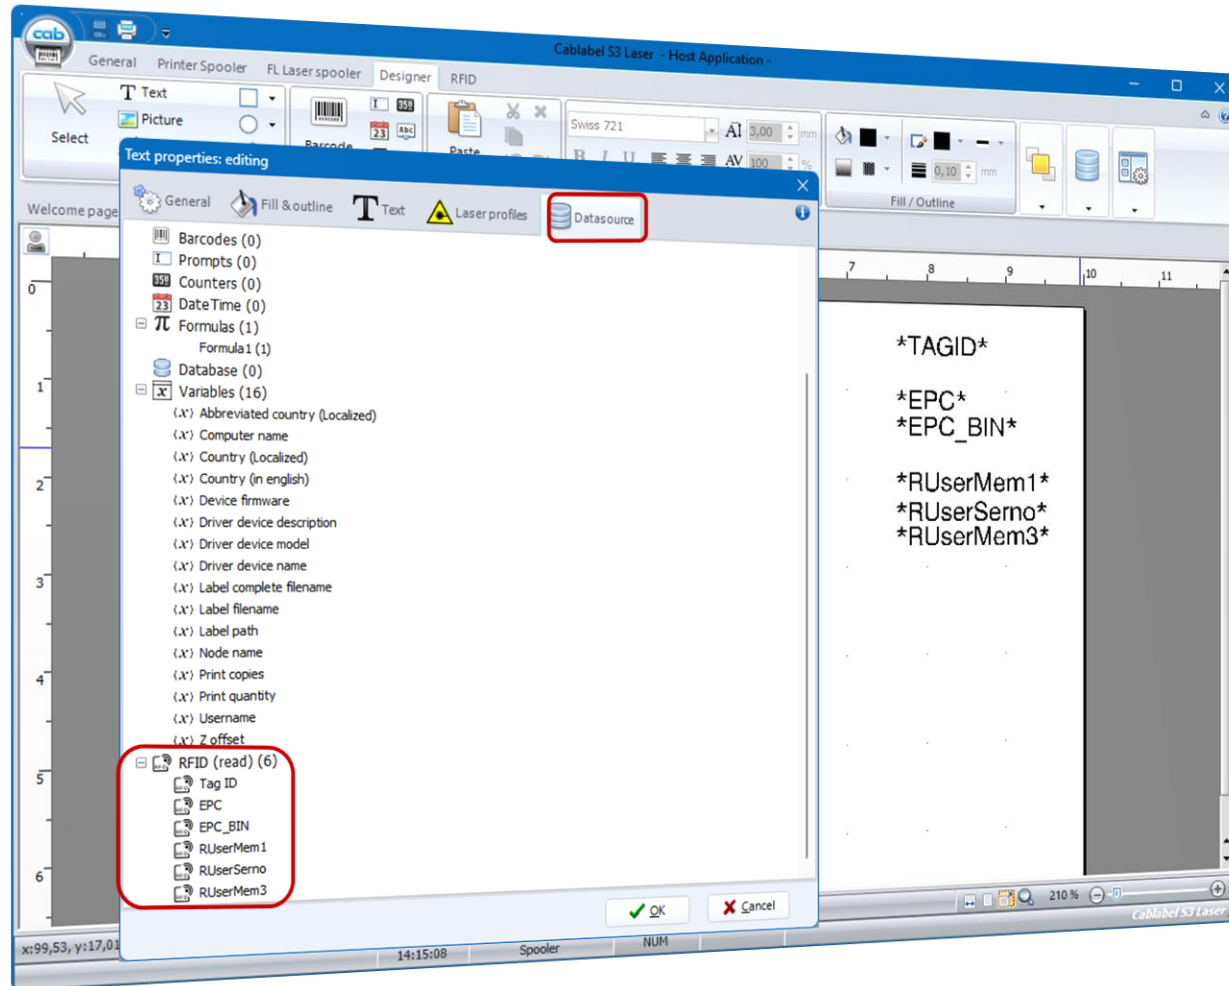 cab
Cablabel S3 Laser - Host Application -
General Printer Spooler FL Laser spooler Designer RFID
Select
T Text
Picture
Barcode
Paste
Swiss 721
3,00 mm
B I U
AV 100 %
0,10 mm
Fill / Outline
Welcome page
Text properties: editing
General Fill & outline Text Laser profiles Datasource
Barcodes (0)
Prompts (0)
Counters (0)
DateTime (0)
Formulas (1)
Formula1 (1)
Database (0)
Variables (16)
(x) Abbreviated country (Localized)
(x) Computer name
(x) Country (Localized)
(x) Country (in english)
(x) Device firmware
(x) Driver device description
(x) Driver device model
(x) Driver device name
(x) Label complete filename
(x) Label filename
(x) Label path
(x) Node name
(x) Print copies
(x) Print quantity
(x) Username
(x) Z offset
RFID (read) (6)
Tag ID
EPC
EPC_BIN
RUserMem1
RUserSerno
RUserMem3
OK Cancel
7 8 9 10 11
0
1
2
3
4
5
6
*TAGID*
*EPC*
*EPC_BIN*
*RUserMem1*
*RUserSerno*
*RUserMem3*
210 %
Cablabel S3 Laser
x:99,53, y:17,01
14:15:08 Spooler NUM